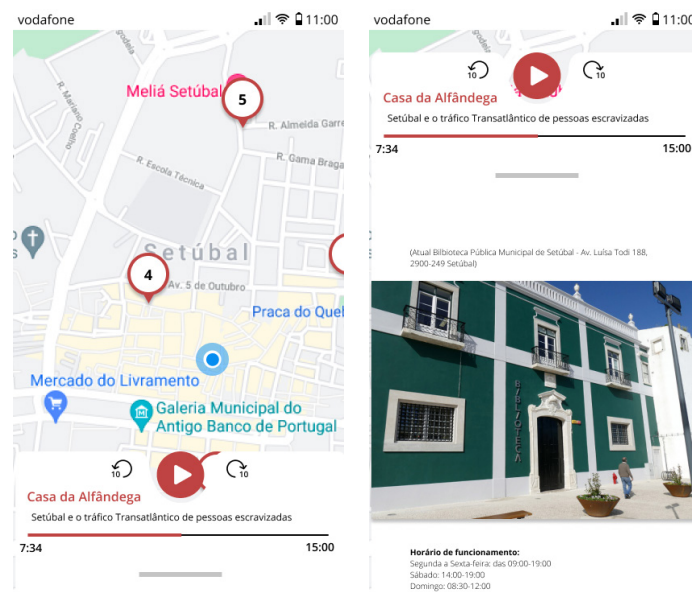 vodafone
11:00
Meliá Setúbal
5
R. Mariano Coelho
R. Almeida Garre
R. Gama Braga
R. Escola Técnica
Setúbal
4
Av. 5 de Outubro
Praca do Que
Mercado do Livramento
Galeria Municipal do
Antigo Banco de Portugal
10
10
Casa da Alfândega
Setúbal e o tráfico Transatlântico de pessoas escravizadas
7:34
15:00
vodafone
11:00
10
10
Casa da Alfândega
Setúbal e o tráfico Transatlântico de pessoas escravizadas
7:34
15:00
(Atual Bilbioteca Pública Municipal de Setúbal - Av. Luísa Todi 188,
2900-249 Setúbal)
BIBLIOTECA
Horário de funcionamento:
Segunda a Sexta-feira: das 09:00-19:00
Sábado: 14:00-19:00
Domingo: 08:30-12:00